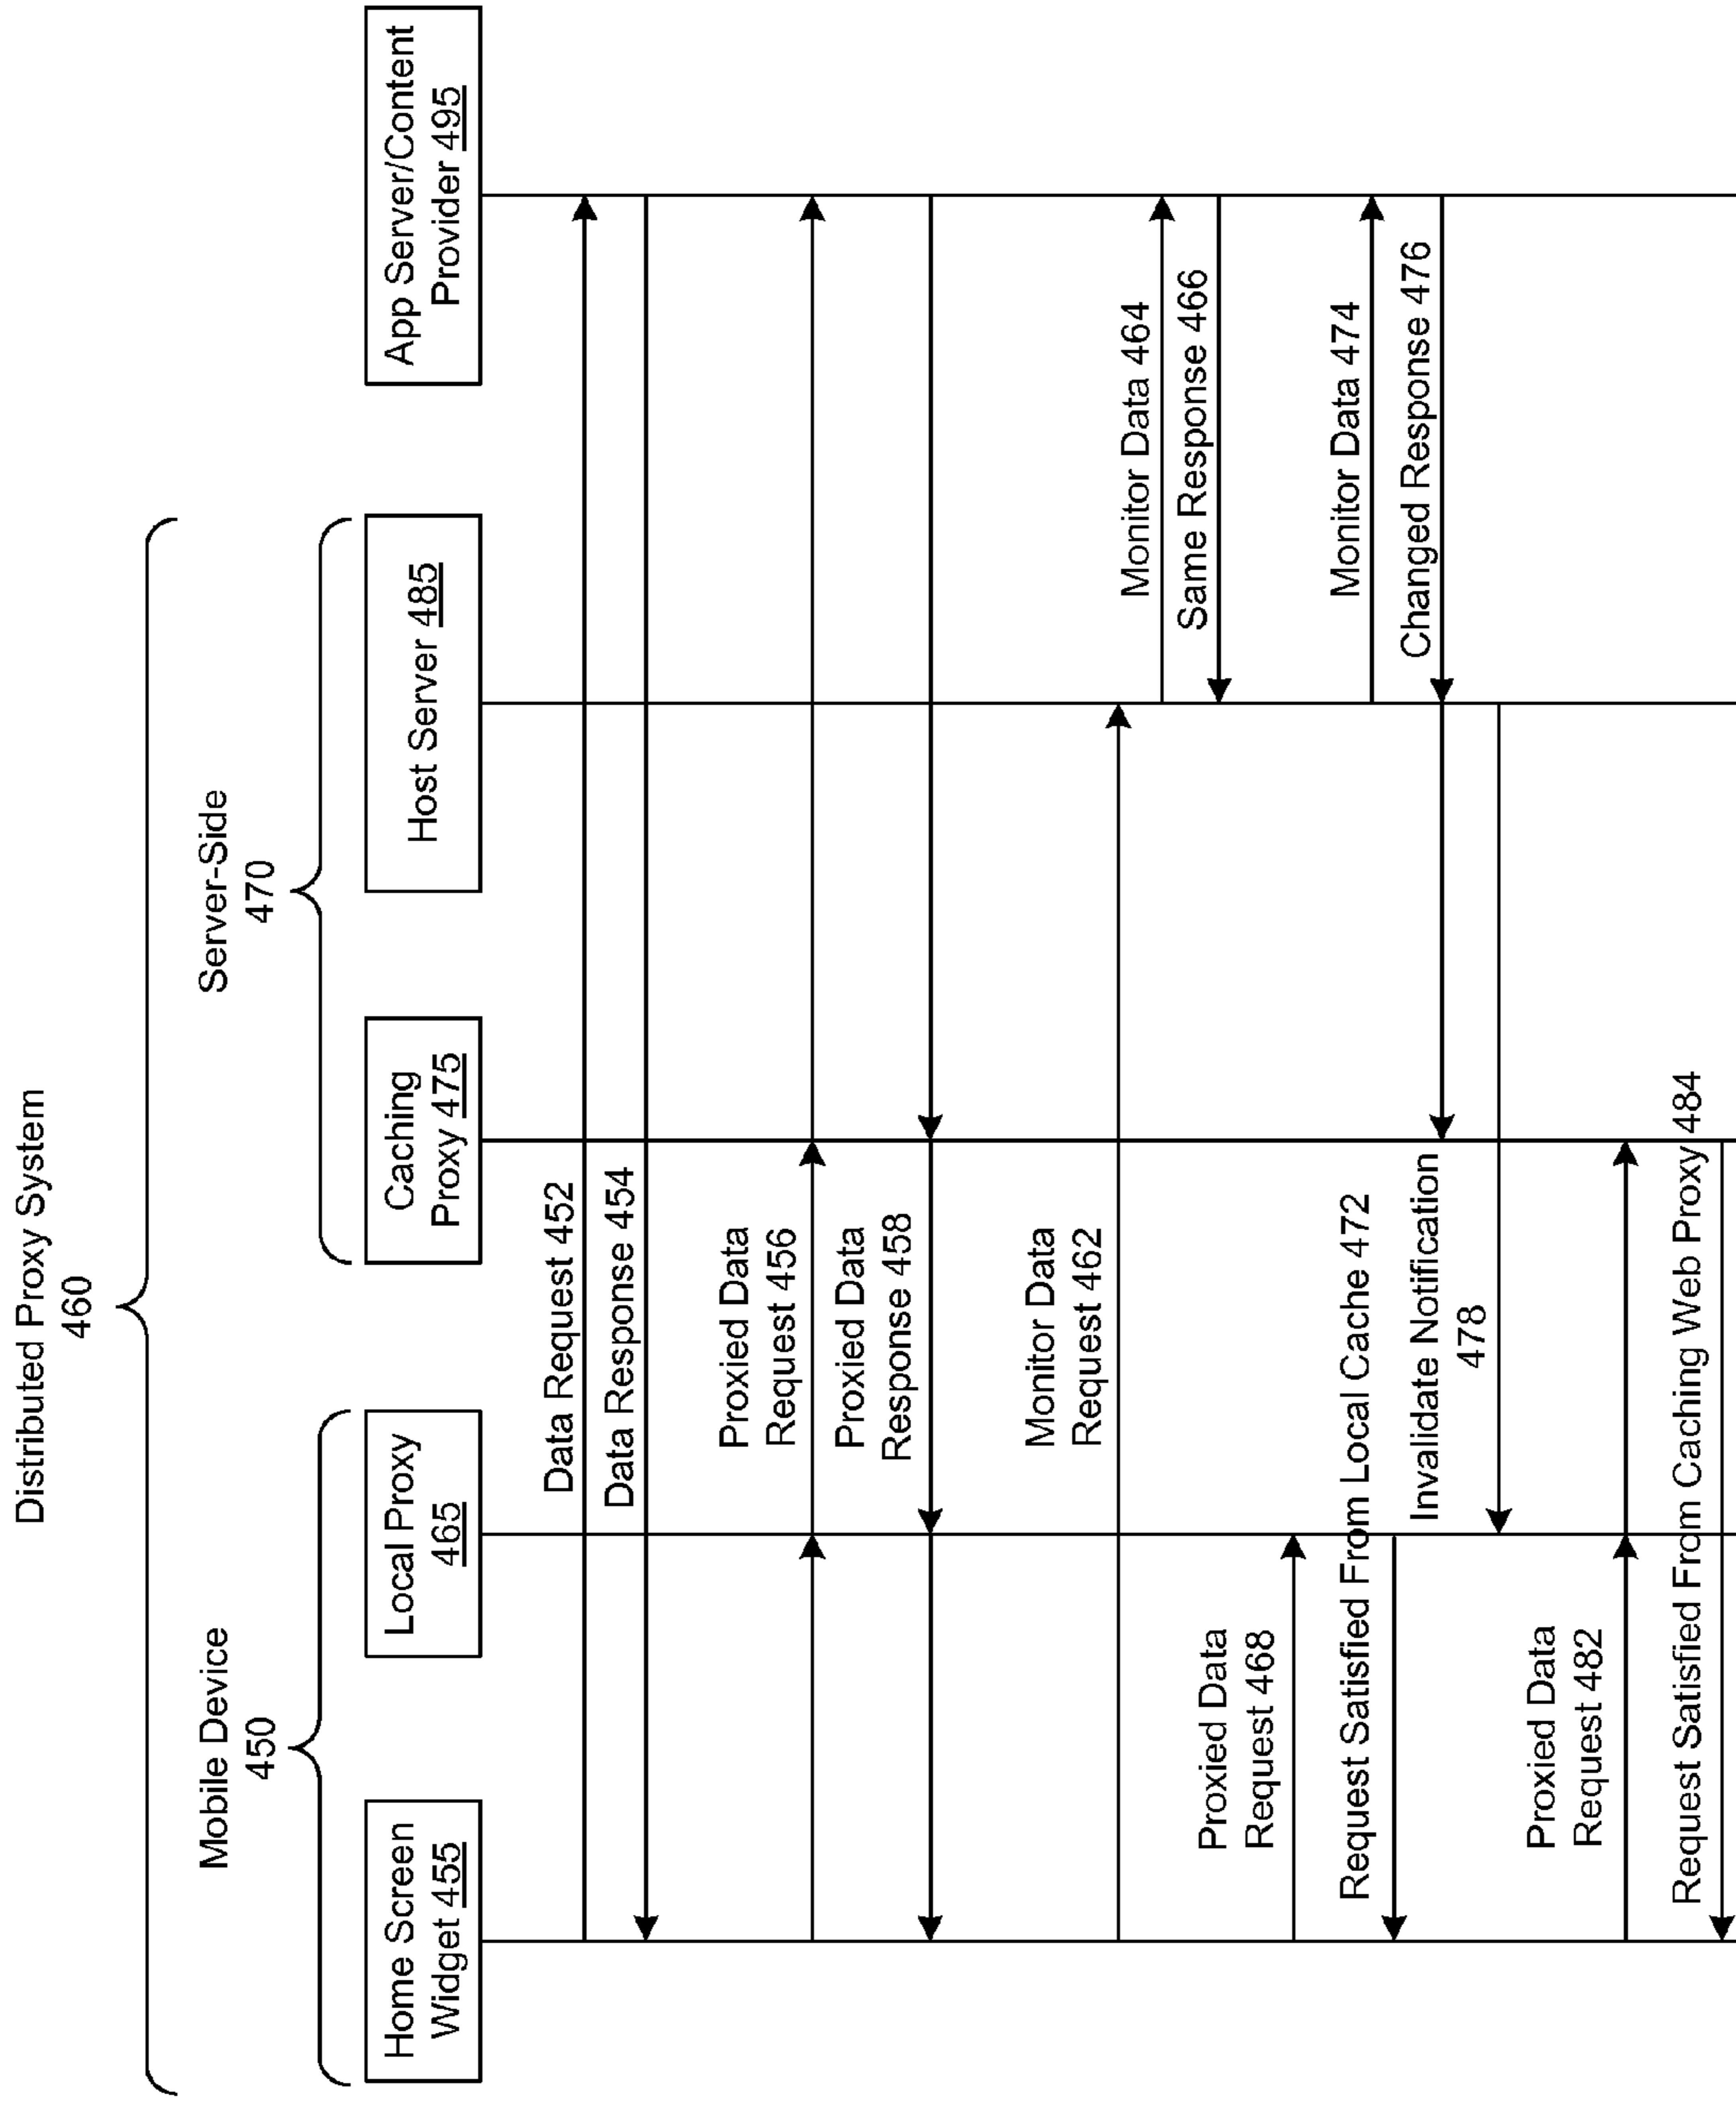 Distributed Proxy System
460
Mobile Device
450
Server-Side
470
Home Screen
Widget 455
Local Proxy
465
Caching
Proxy 475
Host Server 485
App Server/Content
Provider 495
Data Request 452
Data Response 454
Proxied Data
Request 456
Proxied Data
Response 458
Monitor Data
Request 462
Monitor Data 464
Same Response 466
Proxied Data
Request 468
Request Satisfied From Local Cache 472
Monitor Data 474
Changed Response 476
Invalidate Notification
478
Proxied Data
Request 482
Request Satisfied From Caching Web Proxy 484